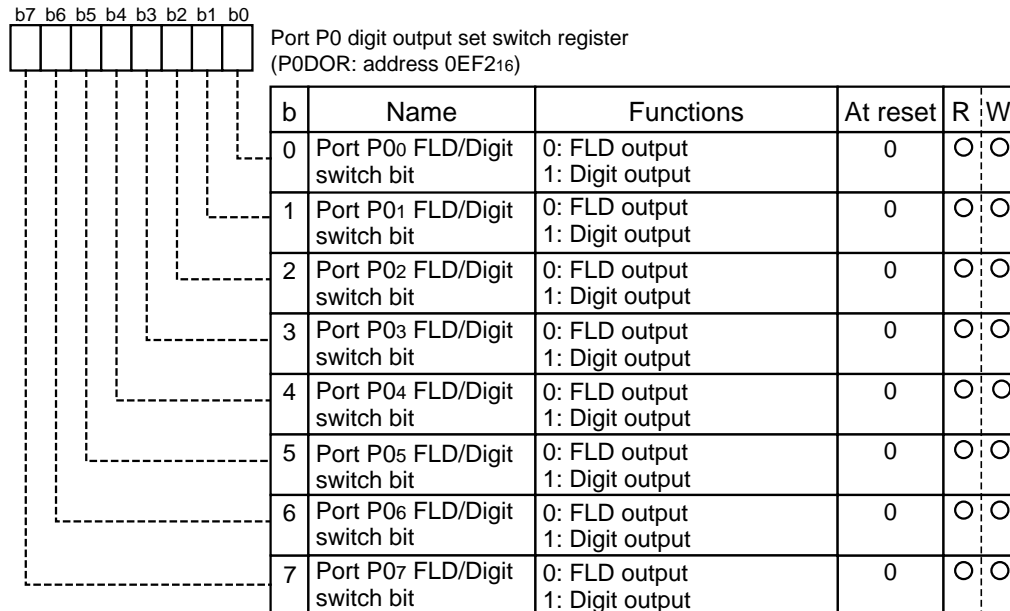 b7 b6 b5 b4 b3 b2 b1 b0
Port P0 digit output set switch register
(P0DOR: address 0EF216)
b Name Functions At reset R W
0 Port P00 FLD/Digit switch bit 0: FLD output 0 ○ ○
1: Digit output
1 Port P01 FLD/Digit switch bit 0: FLD output 0 ○ ○
1: Digit output
2 Port P02 FLD/Digit switch bit 0: FLD output 0 ○ ○
1: Digit output
3 Port P03 FLD/Digit switch bit 0: FLD output 0 ○ ○
1: Digit output
4 Port P04 FLD/Digit switch bit 0: FLD output 0 ○ ○
1: Digit output
5 Port P05 FLD/Digit switch bit 0: FLD output 0 ○ ○
1: Digit output
6 Port P06 FLD/Digit switch bit 0: FLD output 0 ○ ○
1: Digit output
7 Port P07 FLD/Digit switch bit 0: FLD output 0 ○ ○
1: Digit output